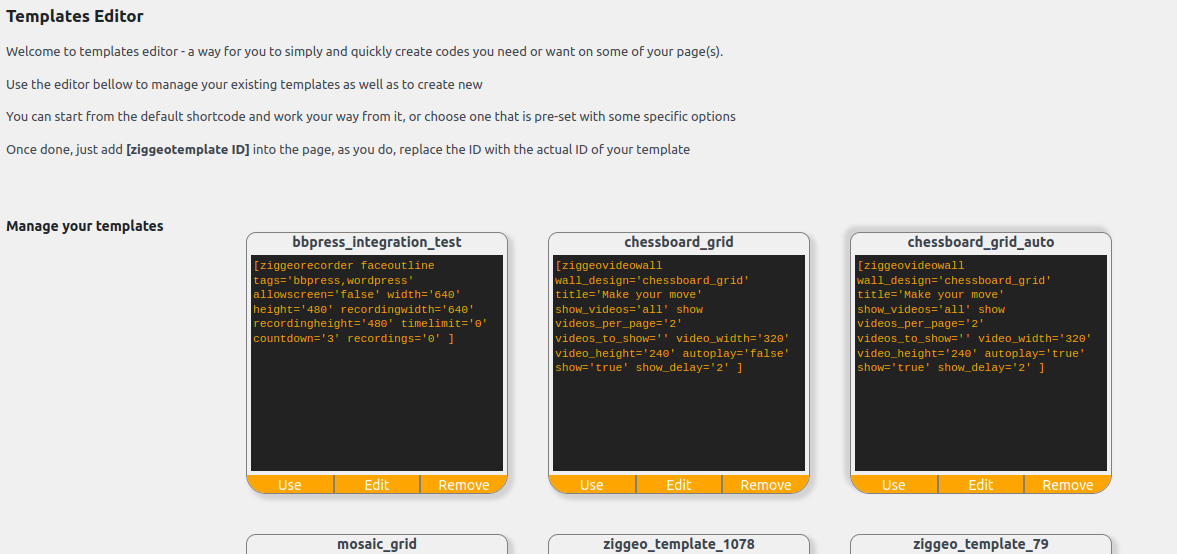 Templates Editor
Welcome to templates editor - a way for you to simply and quickly create codes you need or want on some of your page(s).
Use the editor bellow to manage your existing templates as well as to create new
You can start from the default shortcode and work your way from it, or choose one that is pre-set with some specific options
Once done, just add [ziggeotemplate ID] into the page, as you do, replace the ID with the actual ID of your template
Manage your templates
bbpress_integration_test
[ziggeorecorder faceoutline
tags='bbpress,wordpress'
allowscreen='false' width='640'
height='480' recordingwidth='640'
recordingheight='480' timelimit='0'
countdown='3' recordings='0' ]
Use Edit Remove
chessboard_grid
[ziggeovideowall
wall_design='chessboard_grid'
title='Make your move'
show_videos='all' show
videos_per_page='2'
videos_to_show='' video_width='320'
video_height='240' autoplay='false'
show='true' show_delay='2' ]
Use Edit Remove
chessboard_grid_auto
[ziggeovideowall
wall_design='chessboard_grid'
title='Make your move'
show_videos='all' show
videos_per_page='2'
videos_to_show='' video_width='320'
video_height='240' autoplay='true'
show='true' show_delay='2' ]
Use Edit Remove
mosaic_grid
ziggeo_template_1078
ziggeo_template_79